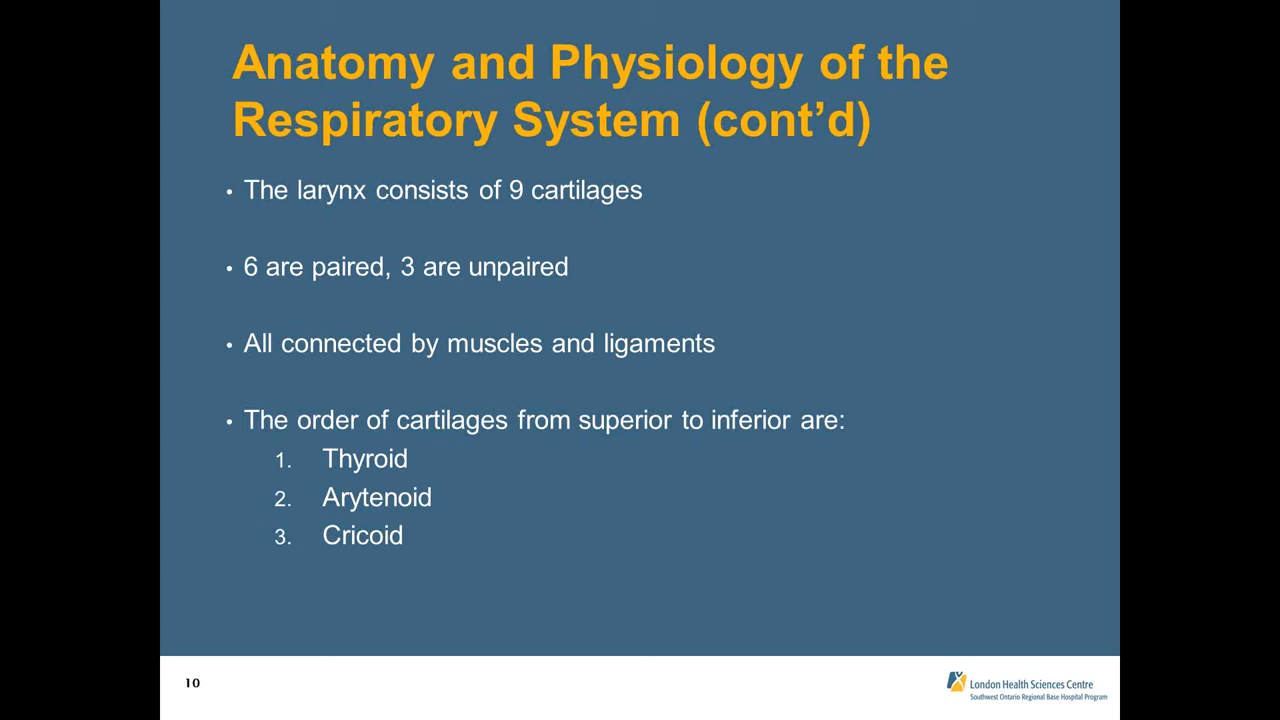 Anatomy and Physiology of the
Respiratory System (cont’d)
• The larynx consists of 9 cartilages
• 6 are paired, 3 are unpaired
• All connected by muscles and ligaments
• The order of cartilages from superior to inferior are:
1. Thyroid
2. Arytenoid
3. Cricoid
10
London Health Sciences Centre
Southwest Ontario Regional Base Hospital Program